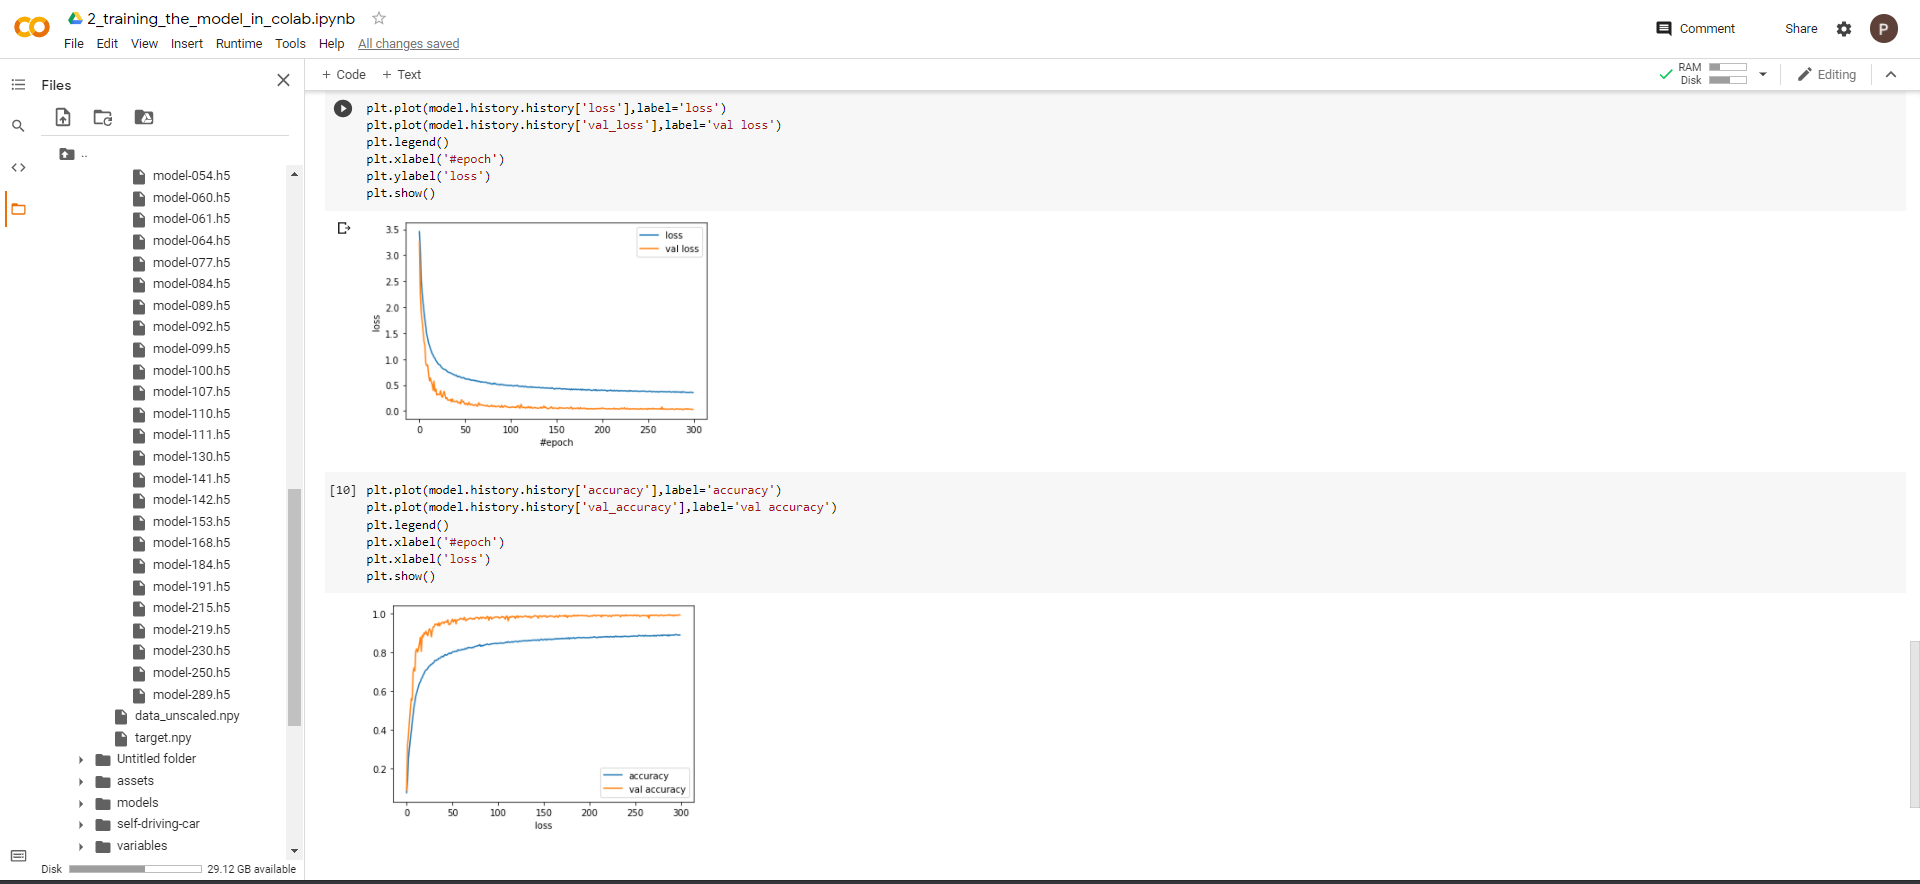 2_training_the_model_in_colab.ipynb
File Edit View Insert Runtime Tools Help All changes saved
Comment Share P
Files
+ Code + Text
RAM
Disk
Editing
..
model-054.h5
model-060.h5
model-061.h5
model-064.h5
model-077.h5
model-084.h5
model-089.h5
model-092.h5
model-099.h5
model-100.h5
model-107.h5
model-110.h5
model-111.h5
model-130.h5
model-141.h5
model-142.h5
model-153.h5
model-168.h5
model-184.h5
model-191.h5
model-215.h5
model-219.h5
model-230.h5
model-250.h5
model-289.h5
data_unscaled.npy
target.npy
Untitled folder
assets
models
self-driving-car
variables
Disk 29.12 GB available
plt.plot(model.history.history['loss'],label='loss')
plt.plot(model.history.history['val_loss'],label='val loss')
plt.legend()
plt.xlabel('#epoch')
plt.ylabel('loss')
plt.show()
3.5
3.0
2.5
2.0
1.5
1.0
0.5
0.0
loss
loss
val loss
0 50 100 150 200 250 300
#epoch
[10] plt.plot(model.history.history['accuracy'],label='accuracy')
plt.plot(model.history.history['val_accuracy'],label='val accuracy')
plt.legend()
plt.xlabel('#epoch')
plt.xlabel('loss')
plt.show()
1.0
0.8
0.6
0.4
0.2
accuracy
val accuracy
0 50 100 150 200 250 300
loss